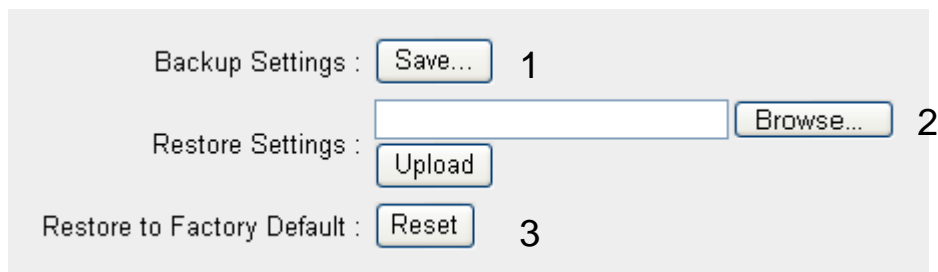 Backup Settings : Save... 1
Browse... 2
Restore Settings :
Upload
Restore to Factory Default : Reset 3